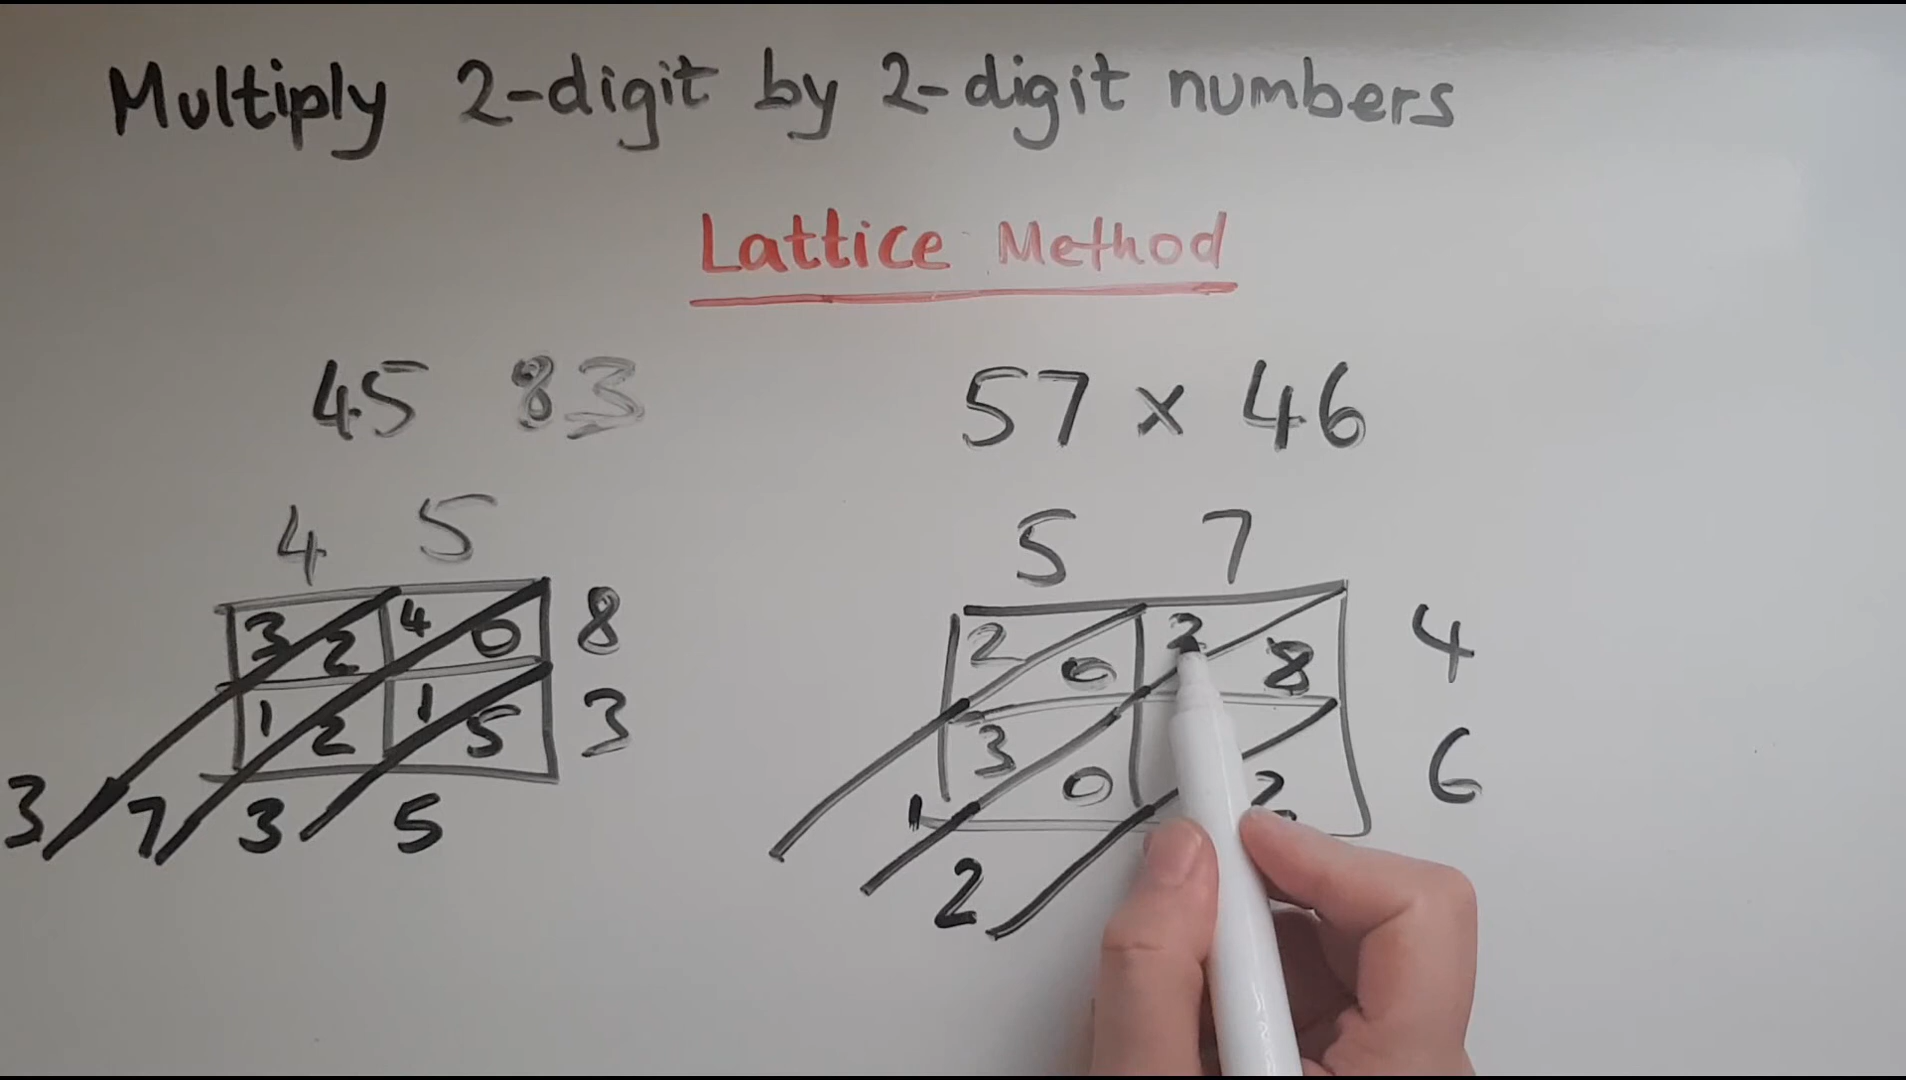 Multiply 2-digit by 2-digit numbers
Lattice Method
45 83
57 × 46
4 5
5 7
3 2 4 0 8
1 2 1 5 3
3 7 3 5
2 0 2 8 4
3 0 2 6
1
2